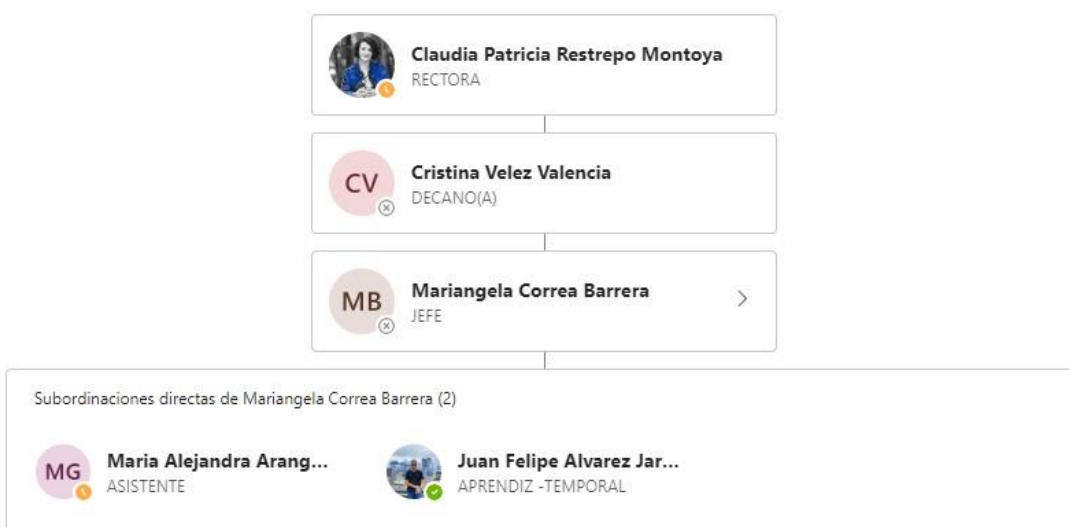 Claudia Patricia Restrepo Montoya
RECTORA
CV
Cristina Velez Valencia
DECANO(A)
MB
Mariangela Correa Barrera
JEFE
Subordinaciones directas de Mariangela Correa Barrera (2)
MG
Maria Alejandra Arang...
ASISTENTE
Juan Felipe Alvarez Jar...
APRENDIZ -TEMPORAL